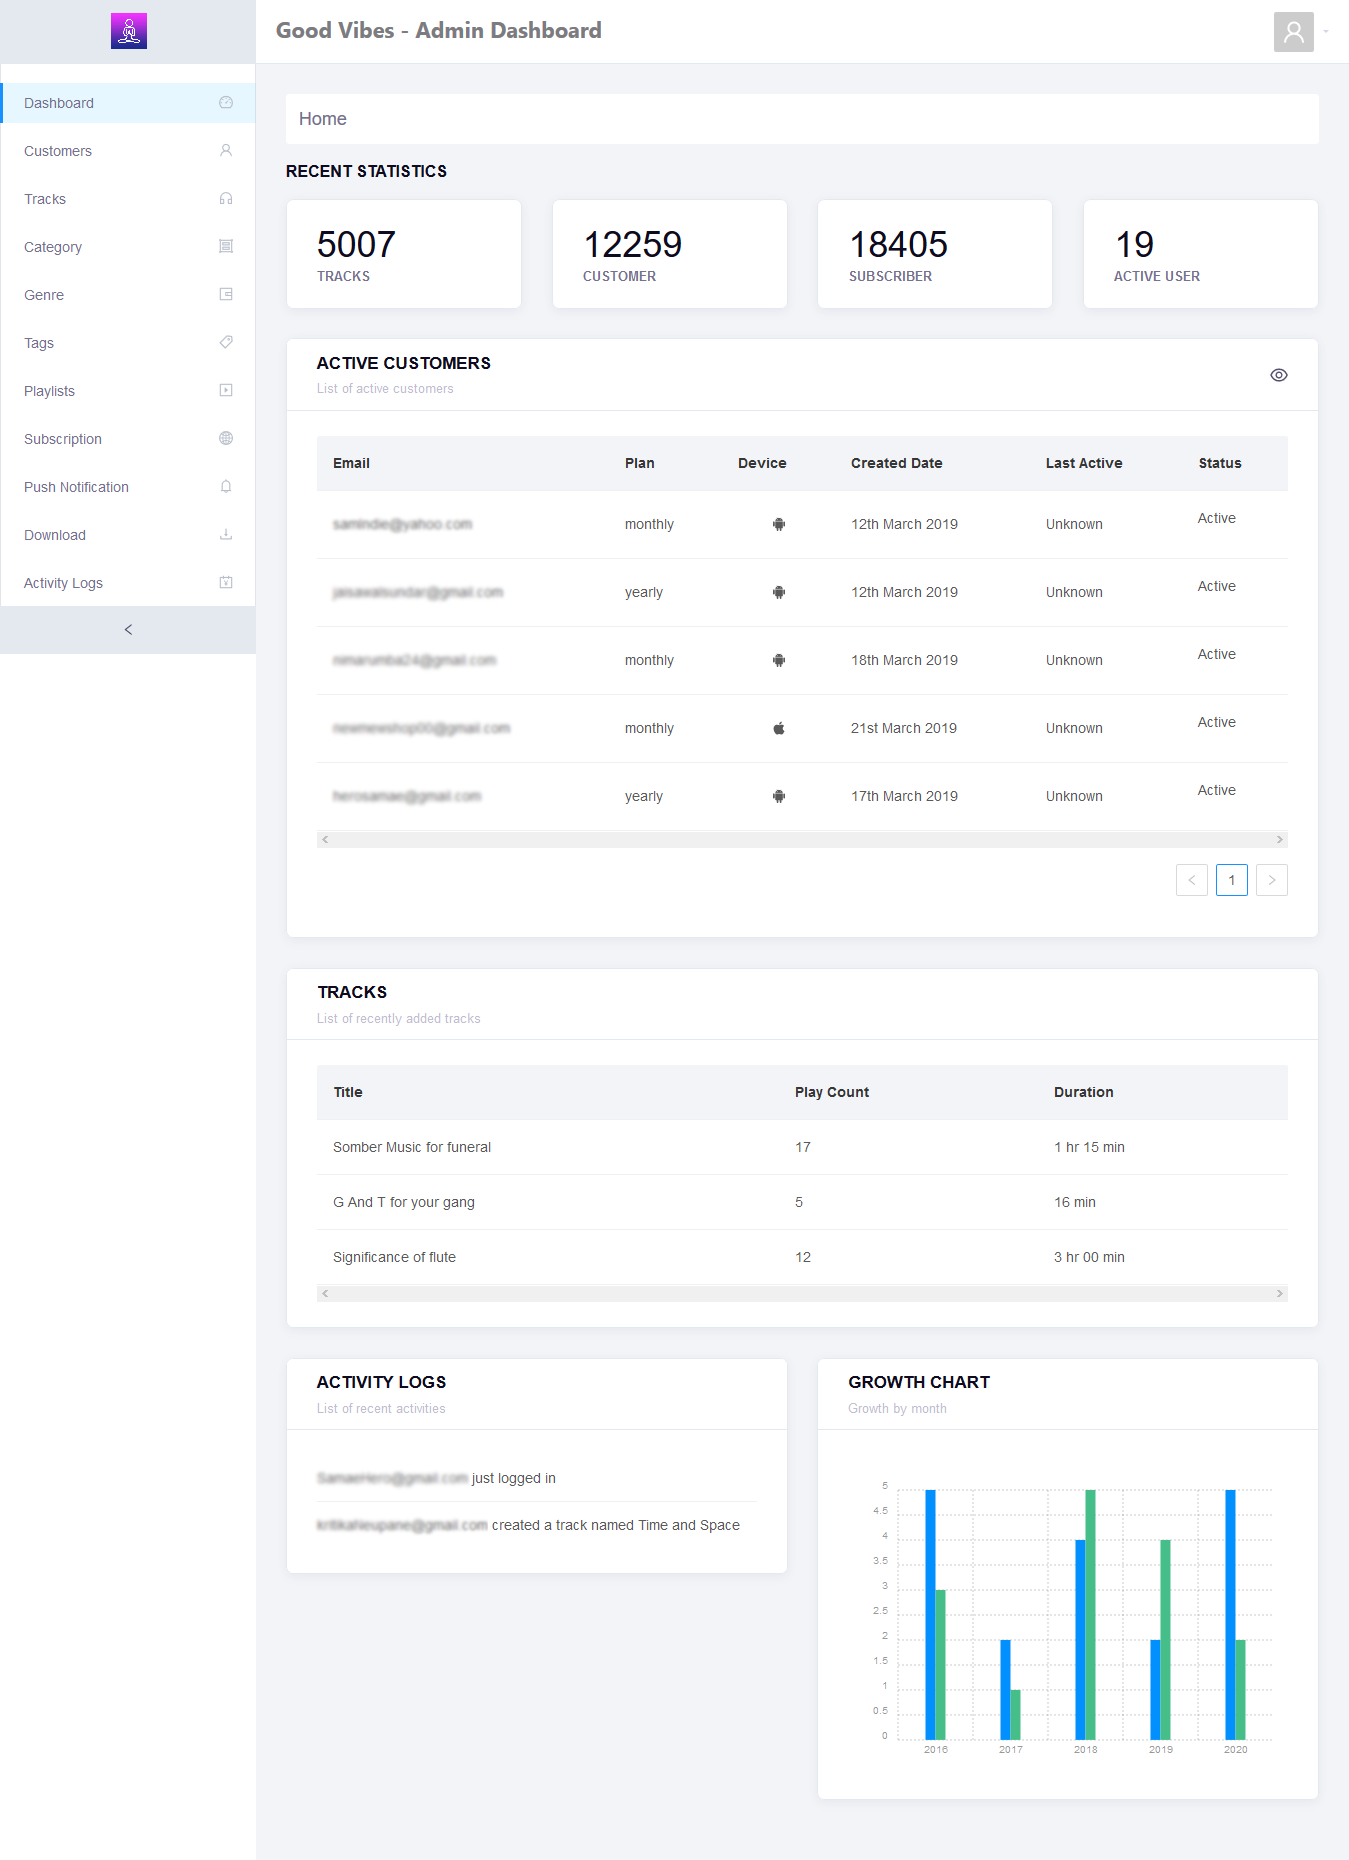 Good Vibes - Admin Dashboard
Dashboard
Customers
Tracks
Category
Genre
Tags
Playlists
Subscription
Push Notification
Download
Activity Logs
Home
RECENT STATISTICS
5007
TRACKS
12259
CUSTOMER
18405
SUBSCRIBER
19
ACTIVE USER
ACTIVE CUSTOMERS
List of active customers
Email Plan Device Created Date Last Active Status
monthly 12th March 2019 Unknown Active
yearly 12th March 2019 Unknown Active
monthly 18th March 2019 Unknown Active
monthly 21st March 2019 Unknown Active
yearly 17th March 2019 Unknown Active
1
TRACKS
List of recently added tracks
Title Play Count Duration
Somber Music for funeral 17 1 hr 15 min
G And T for your gang 5 16 min
Significance of flute 12 3 hr 00 min
ACTIVITY LOGS
List of recent activities
just logged in
created a track named Time and Space
GROWTH CHART
Growth by month
5
4.5
4
3.5
3
2.5
2
1.5
1
0.5
0
2016 2017 2018 2019 2020